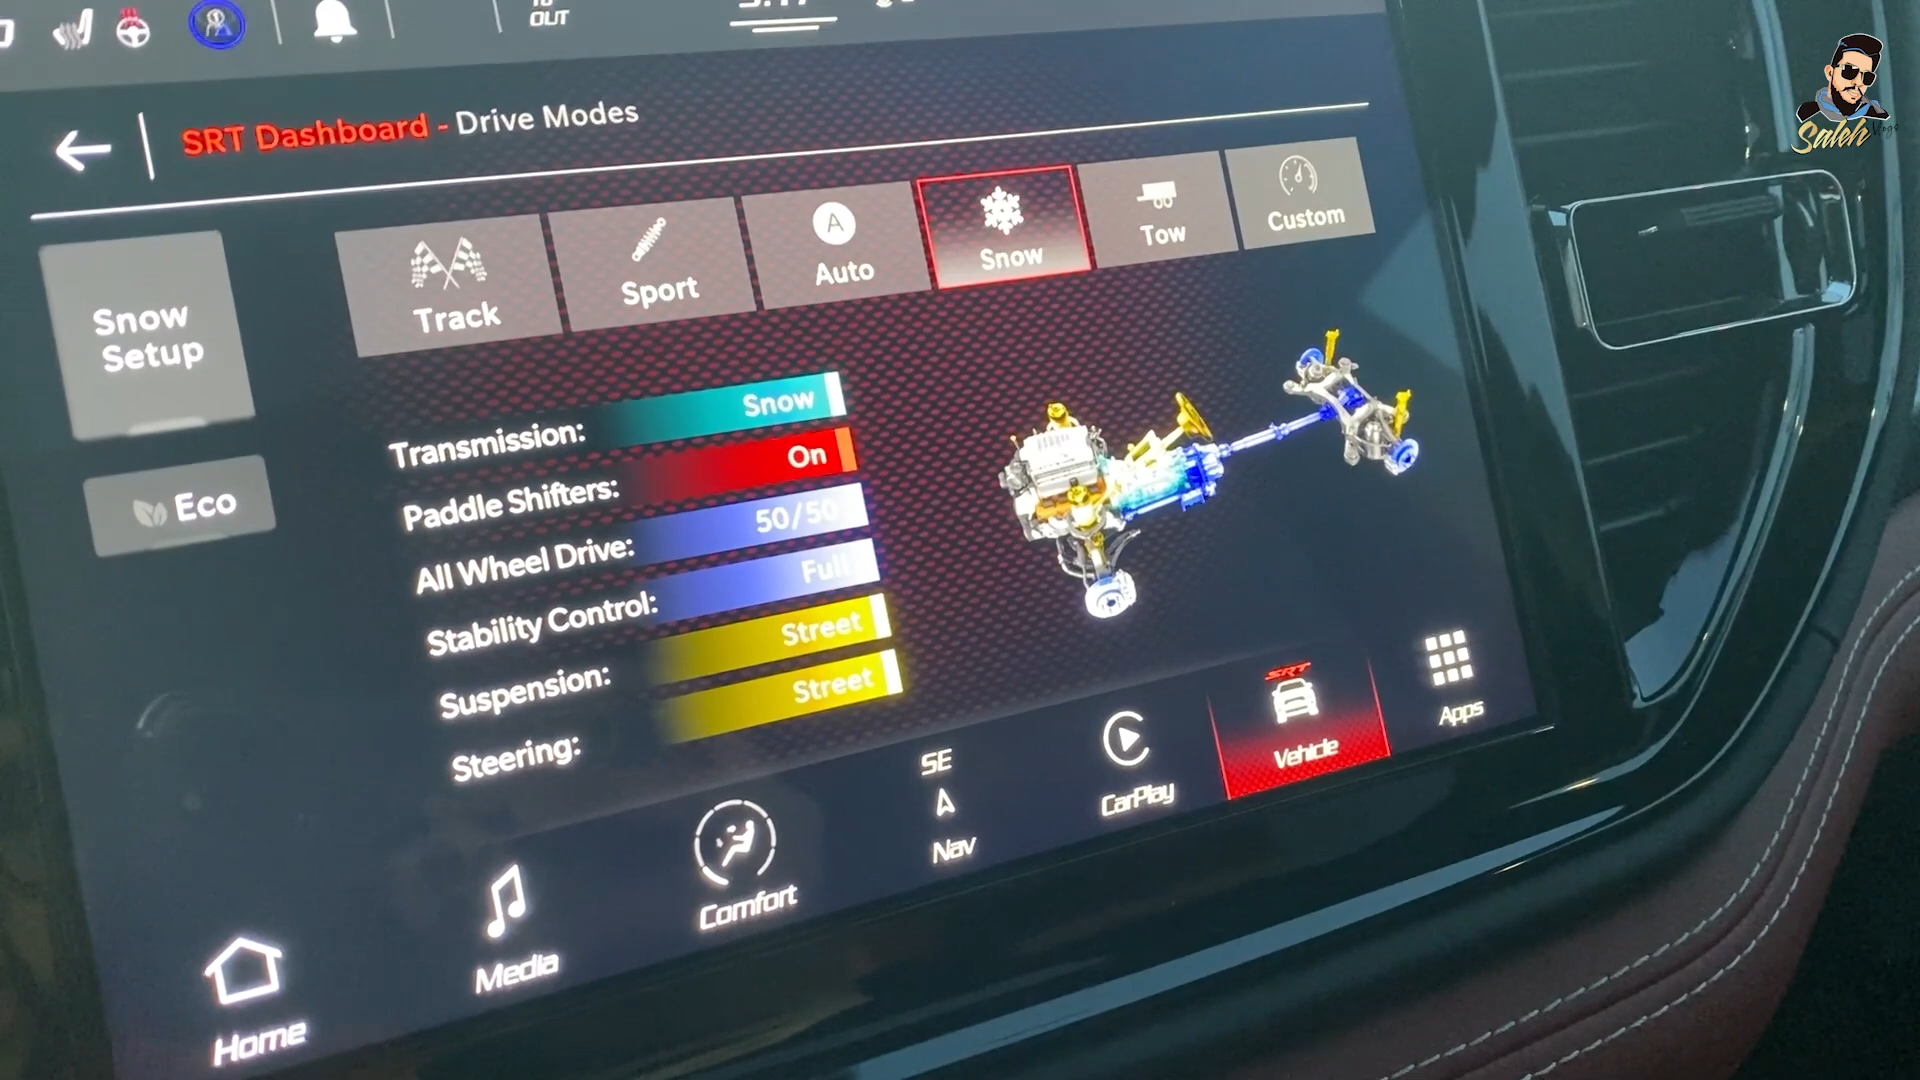 OUT
SRT Dashboard - Drive Modes
Snow
Setup
Eco
Track
Sport
A
Auto
Snow
Tow
Custom
Transmission: Snow
Paddle Shifters: On
All Wheel Drive: 50/50
Stability Control: Full
Suspension: Street
Steering: Street
Home
Media
Comfort
SE
Nav
CarPlay
SRT
Vehicle
Apps
Saleh Vlogs